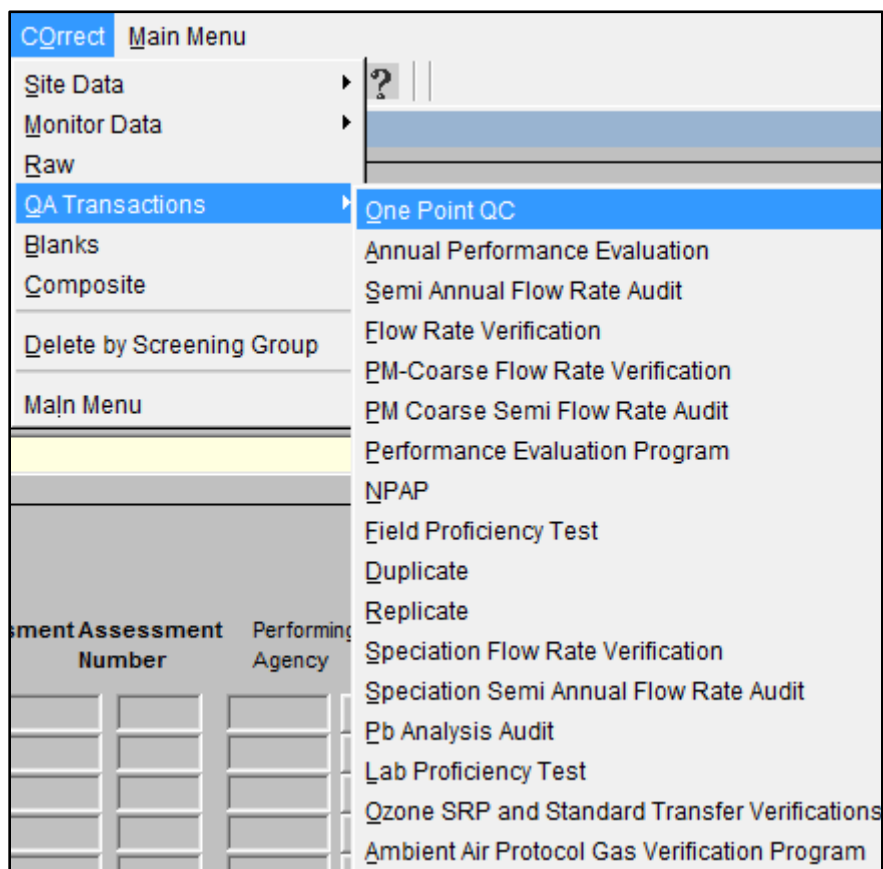 COrrect Main Menu
Site Data
Monitor Data
Raw
QA Transactions
Blanks
Composite
Delete by Screening Group
MaIn Menu
?
One Point QC
Annual Performance Evaluation
Semi Annual Flow Rate Audit
Flow Rate Verification
PM-Coarse Flow Rate Verification
PM Coarse Semi Flow Rate Audit
Performance Evaluation Program
NPAP
Field Proficiency Test
Duplicate
Replicate
Speciation Flow Rate Verification
Speciation Semi Annual Flow Rate Audit
Pb Analysis Audit
Lab Proficiency Test
Ozone SRP and Standard Transfer Verifications
Ambient Air Protocol Gas Verification Program
sment Assessment Performing
Number Agency